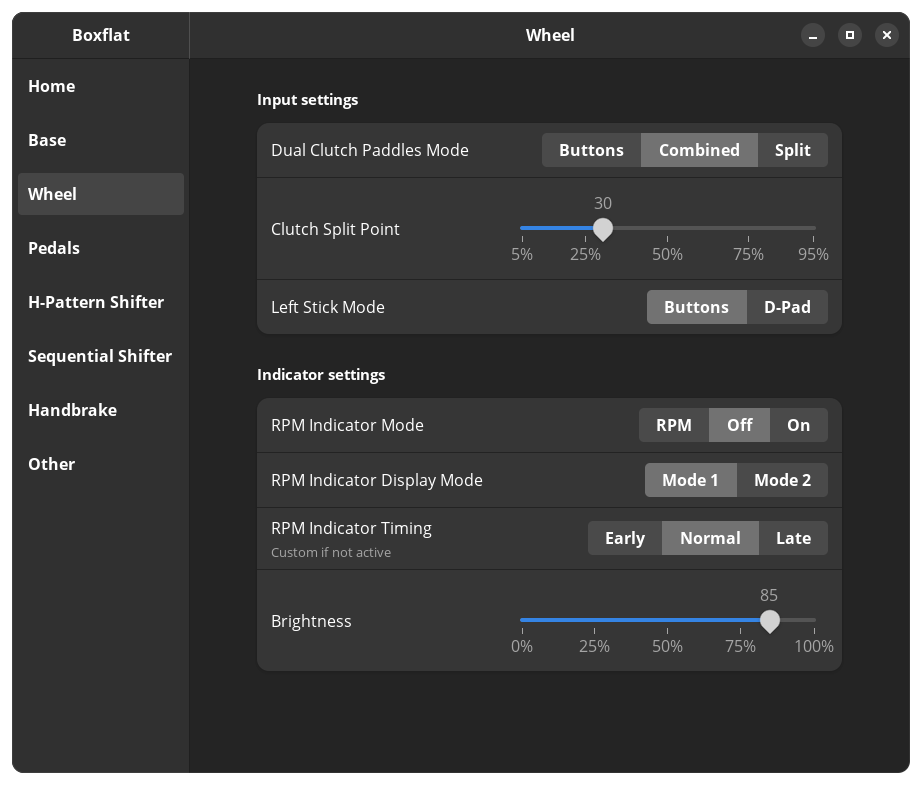 Boxflat
Wheel
Home
Base
Wheel
Pedals
H-Pattern Shifter
Sequential Shifter
Handbrake
Other
Input settings
Dual Clutch Paddles Mode Buttons Combined Split
30
Clutch Split Point
5% 25% 50% 75% 95%
Left Stick Mode Buttons D-Pad
Indicator settings
RPM Indicator Mode RPM Off On
RPM Indicator Display Mode Mode 1 Mode 2
RPM Indicator Timing Early Normal Late
Custom if not active
85
Brightness
0% 25% 50% 75% 100%